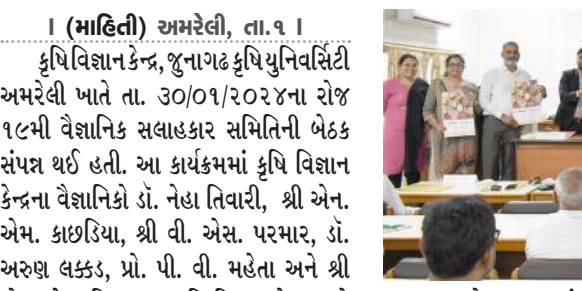 । (માહિતી) અમરેલી, તા.૧ ।
કૃષિ વિજ્ઞાન કેન્દ્ર, જુનાગઢ કૃષિ યુનિવર્સિટી
અમરેલી ખાતે તા. ૩૦/૦૧/૨૦૨૪ના રોજ
૧૯મી વૈજ્ઞાનિક સલાહકાર સમિતિની બેઠક
સંપન્ન થઈ હતી. આ કાર્યક્રમમાં કૃષિ વિજ્ઞાન
કેન્દ્રના વૈજ્ઞાનિકો ડૉ. નેહા તિવારી, શ્રી એન.
એમ. કાછડિયા, શ્રી વી. એસ. પરમાર, ડૉ.
અરુણ લક્કડ, પ્રો. પી. વી. મહેતા અને શ્રી